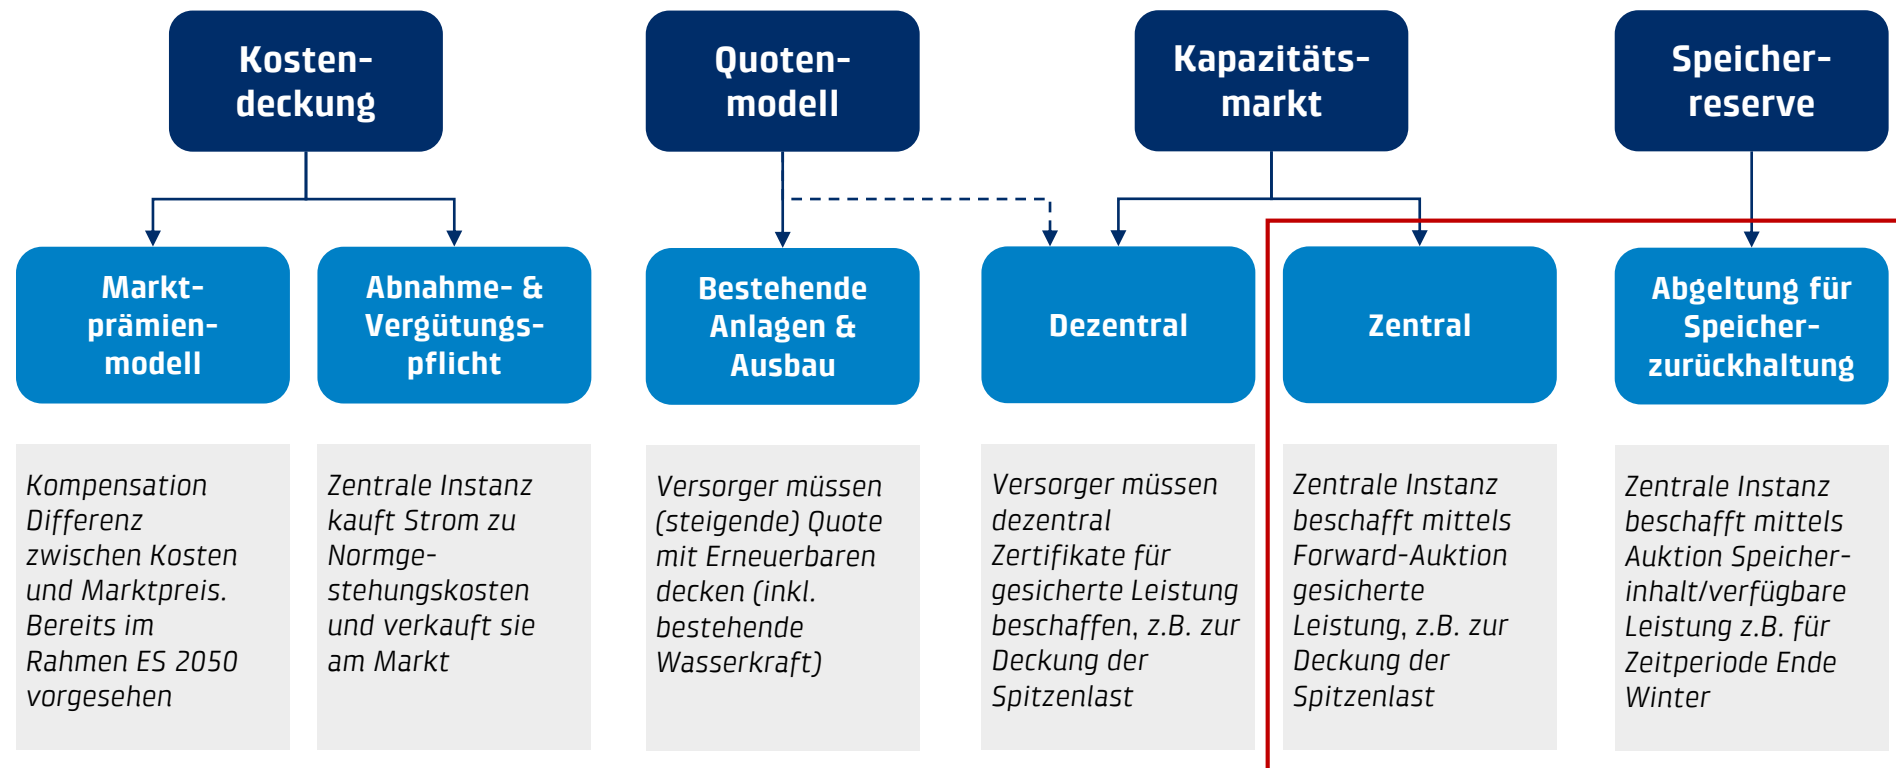 Kosten-
deckung
Quoten-
modell
Kapazitäts-
markt
Speicher-
reserve
Markt-
prämien-
modell
Abnahme- &
Vergütungs-
pflicht
Bestehende
Anlagen &
Ausbau
Dezentral
Zentral
Abgeltung für
Speicher-
zurückhaltung
Kompensation
Differenz
zwischen Kosten
und Marktpreis.
Bereits im
Rahmen ES 2050
vorgesehen
Zentrale Instanz
kauft Strom zu
Normge-
stehungskosten
und verkauft sie
am Markt
Versorger müssen
(steigende) Quote
mit Erneuerbaren
decken (inkl.
bestehende
Wasserkraft)
Versorger müssen
dezentral
Zertifikate für
gesicherte Leistung
beschaffen, z.B. zur
Deckung der
Spitzenlast
Zentrale Instanz
beschafft mittels
Forward-Auktion
gesicherte
Leistung, z.B. zur
Deckung der
Spitzenlast
Zentrale Instanz
beschafft mittels
Auktion Speicher-
inhalt/verfügbare
Leistung z.B. für
Zeitperiode Ende
Winter